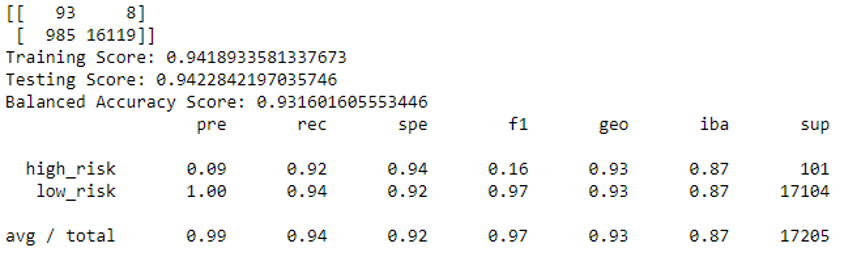 [[   93     8]
 [  985 16119]]
Training Score: 0.9418933581337673
Testing Score: 0.9422842197035746
Balanced Accuracy Score: 0.931601605553446
                   pre       rec       spe        f1       geo       iba       sup

  high_risk       0.09      0.92      0.94      0.16      0.93      0.87       101
   low_risk       1.00      0.94      0.92      0.97      0.93      0.87     17104

avg / total       0.99      0.94      0.92      0.97      0.93      0.87     17205